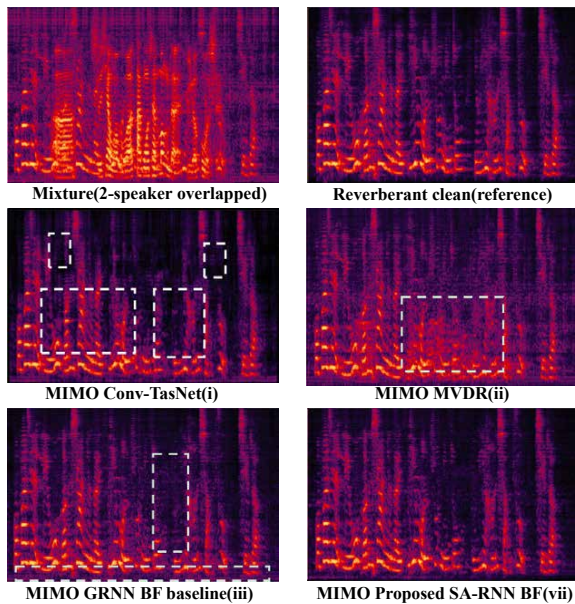 Mixture(2-speaker overlapped)
Reverberant clean(reference)
MIMO Conv-TasNet(i)
MIMO MVDR(ii)
MIMO GRNN BF baseline(iii)
MIMO Proposed SA-RNN BF(vii)